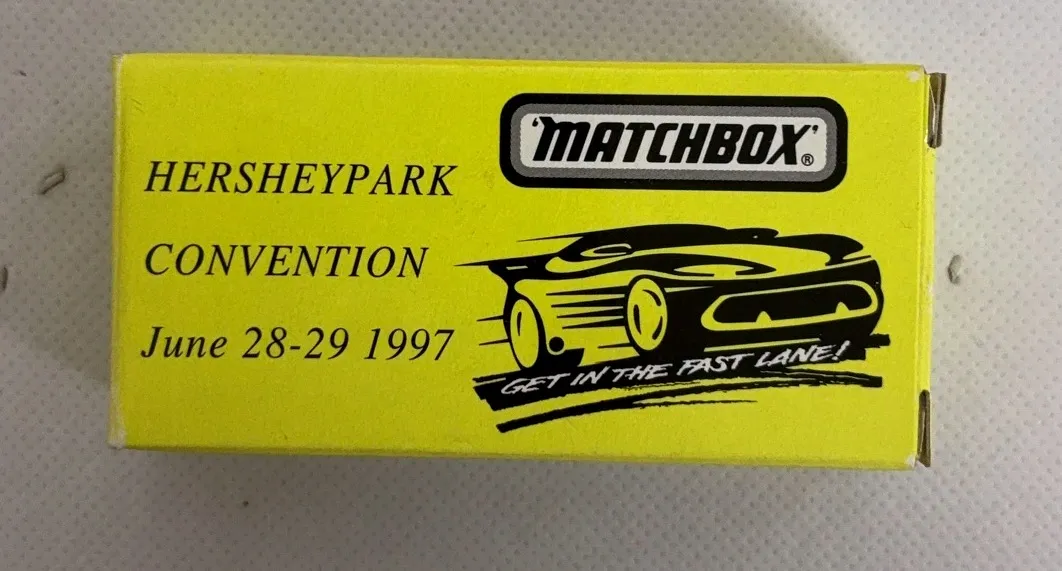 HERSHEYPARK
CONVENTION
June 28-29 1997
'MATCHBOX'®
GET IN THE FAST LANE!